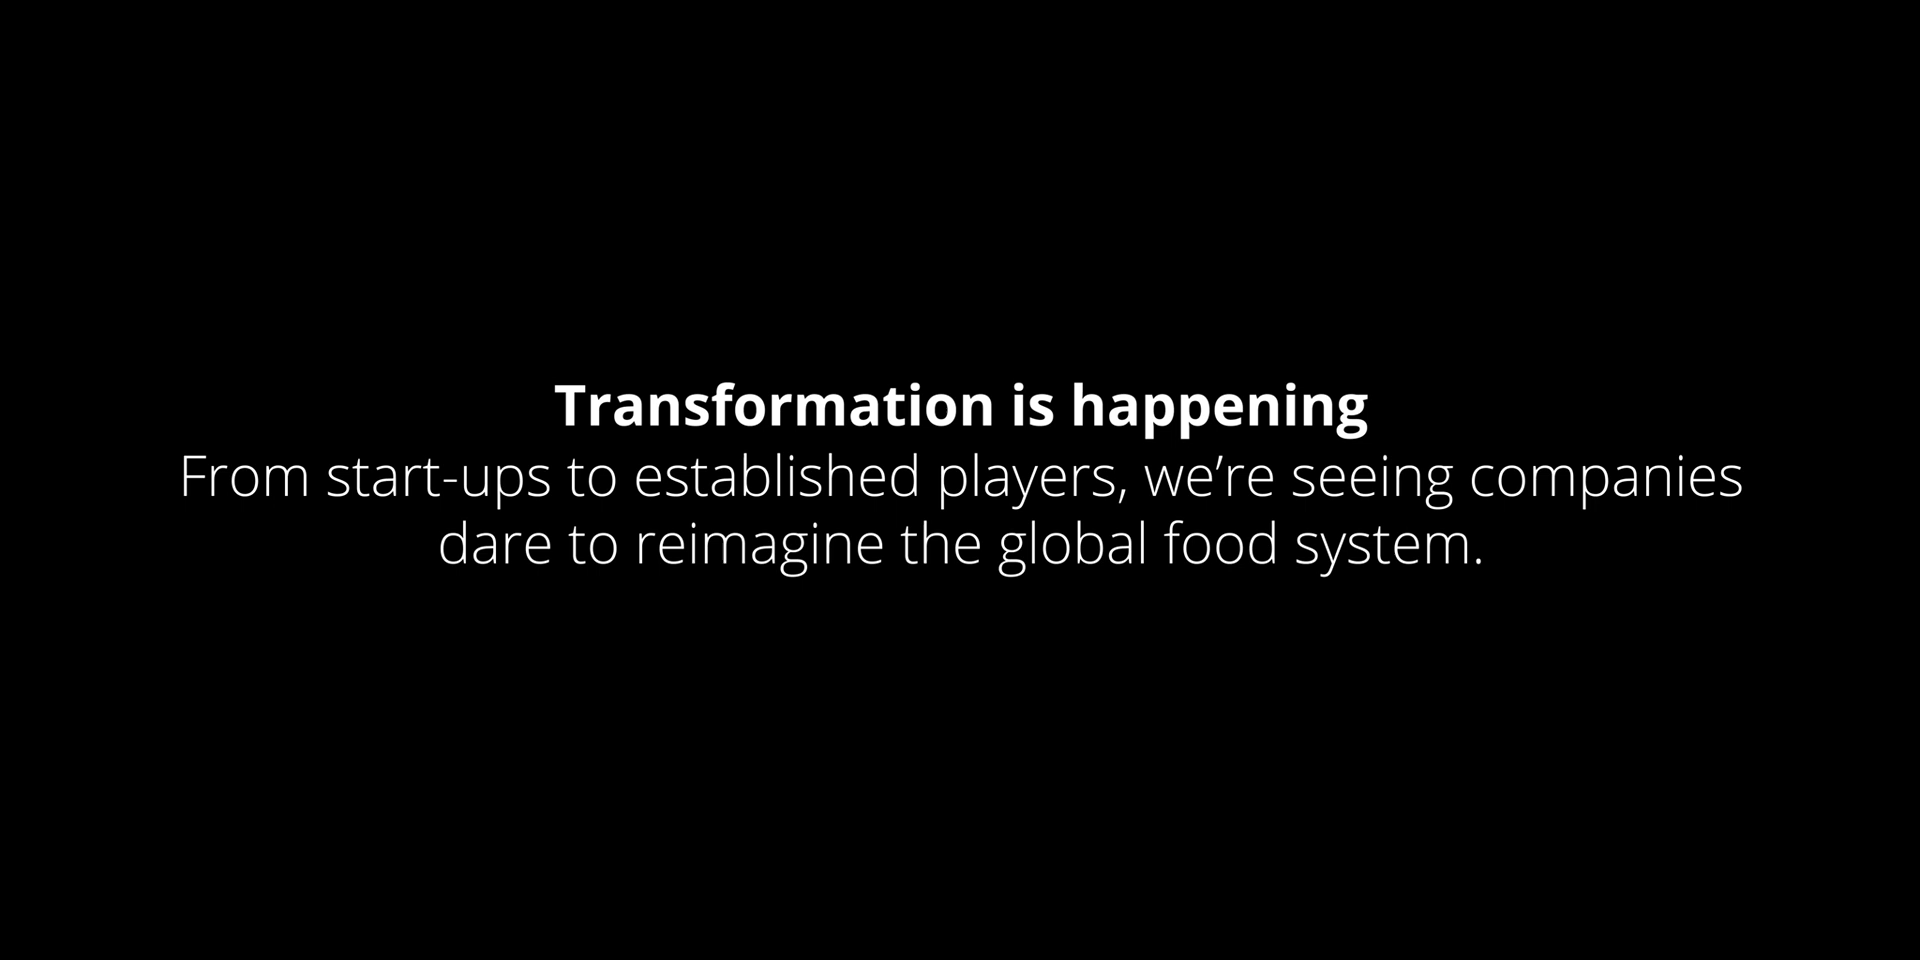 Transformation is happening
From start-ups to established players, we’re seeing companies
dare to reimagine the global food system.